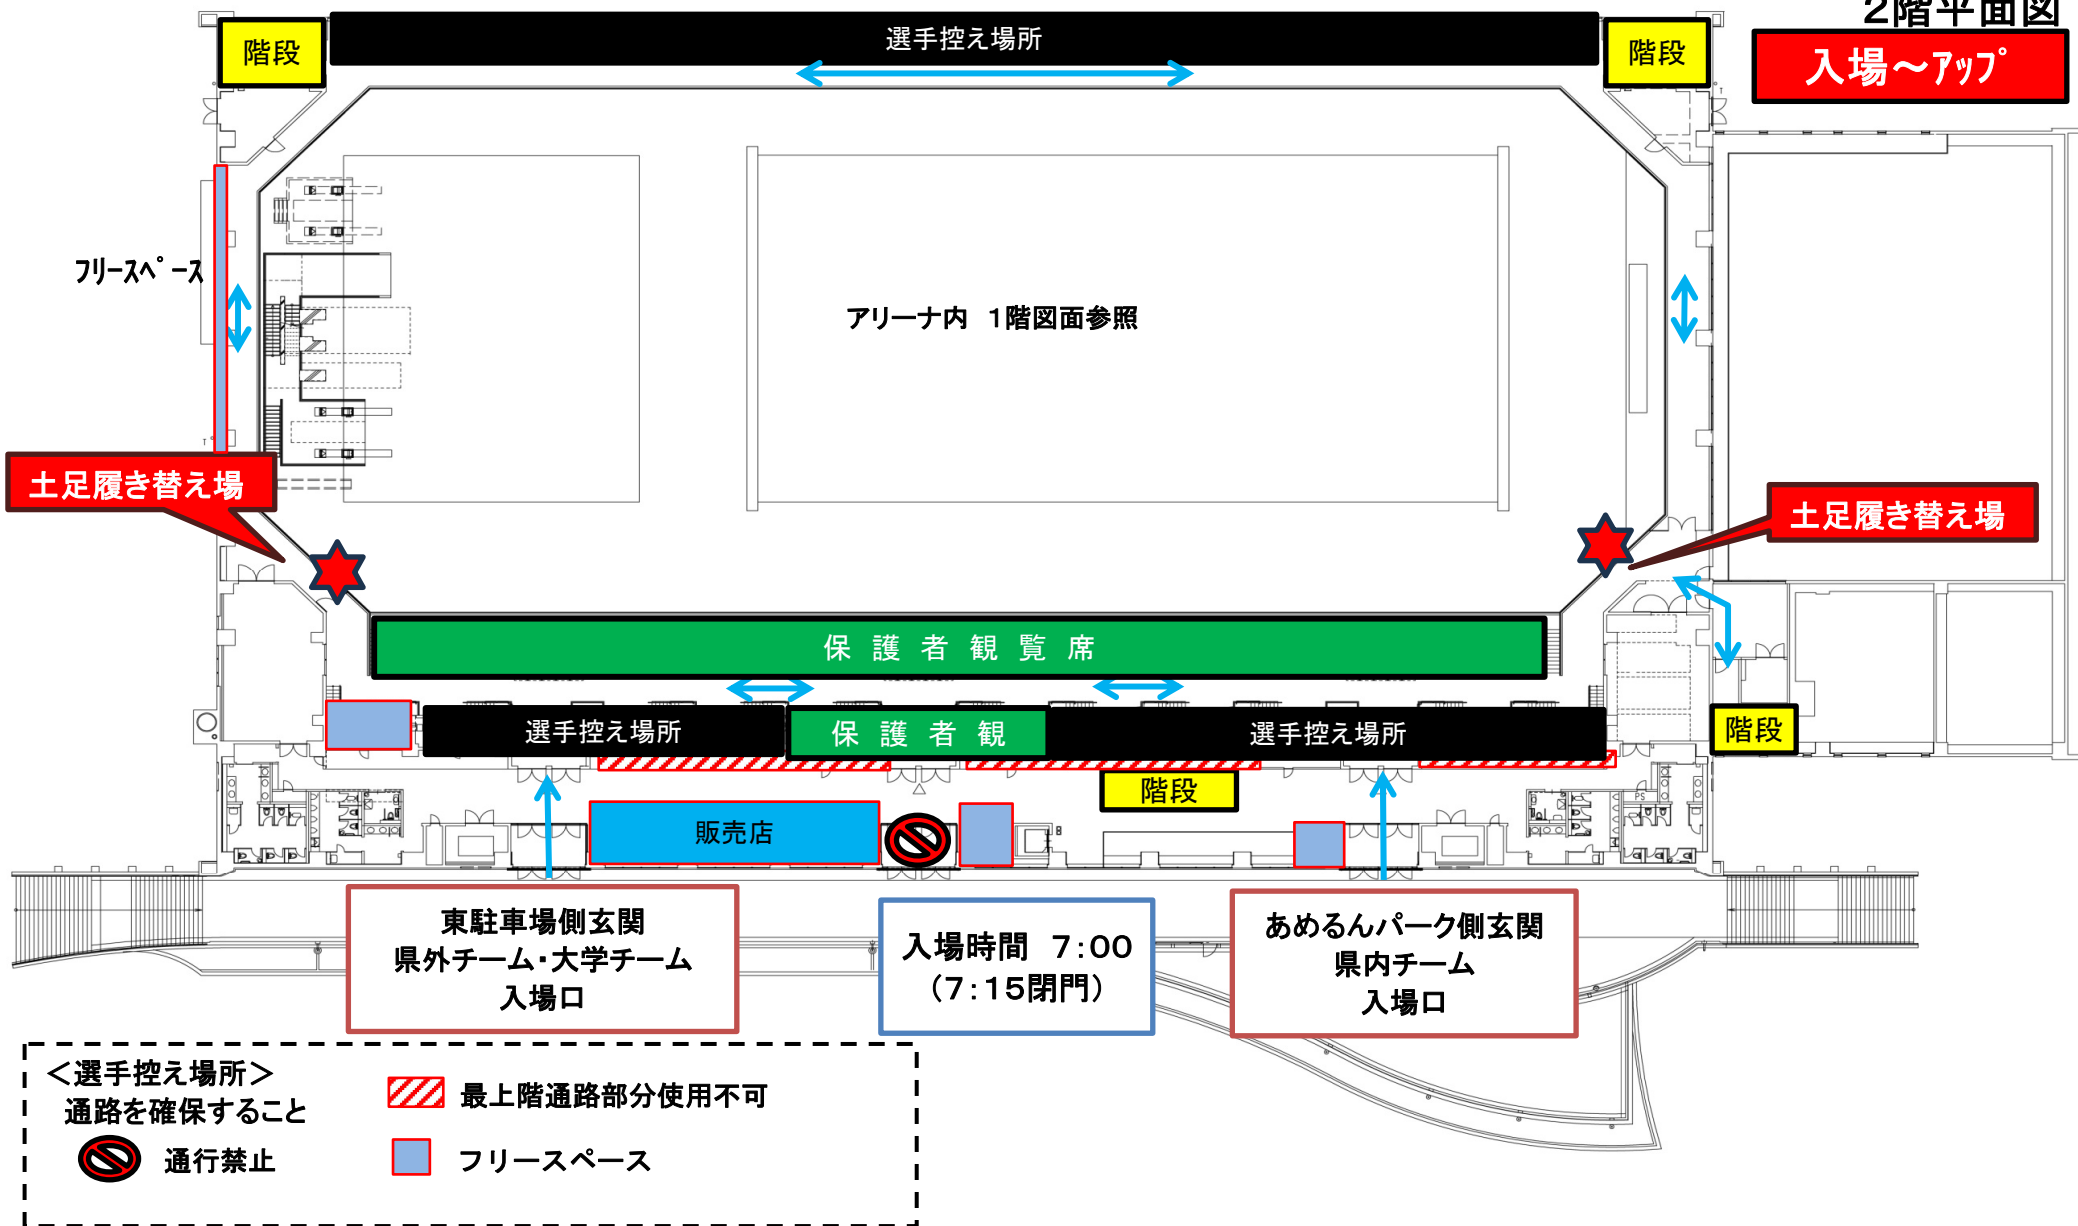 2階平面図
入場～アップ
階段
選手控え場所
階段
フリースペース
アリーナ内　1階図面参照
土足履き替え場
土足履き替え場
保護者観覧席
選手控え場所
保護者観
選手控え場所
階段
階段
販売店
PS
東駐車場側玄関
県外チーム・大学チーム
入場口
入場時間　7:00
（7:15閉門）
あめるんパーク側玄関
県内チーム
入場口
＜選手控え場所＞
通路を確保すること
最上階通路部分使用不可
通行禁止
フリースペース